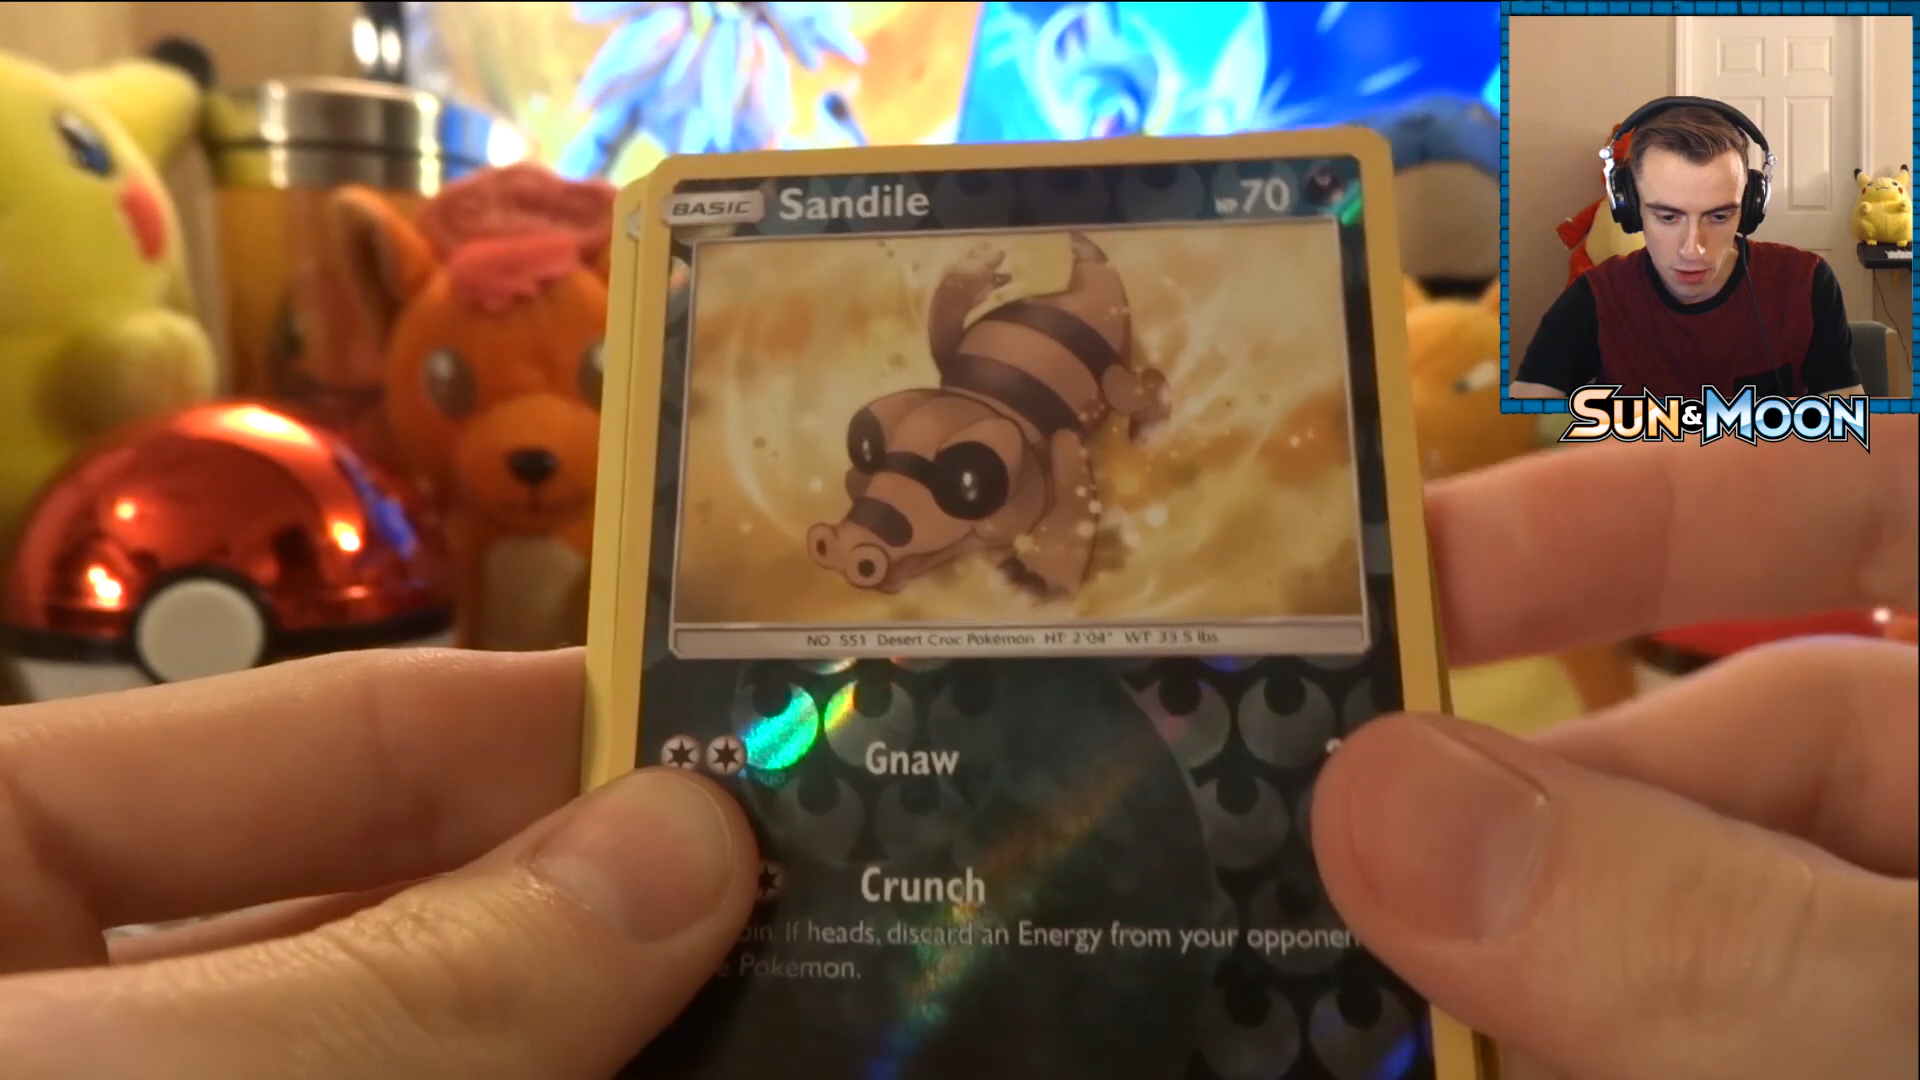 BASIC Sandile HP 70
NO. 551 Desert Croc Pokémon HT: 2'04" WT: 33.5 lbs.
Gnaw
Crunch
If heads, discard an Energy from your
Pokémon.
SUN & MOON